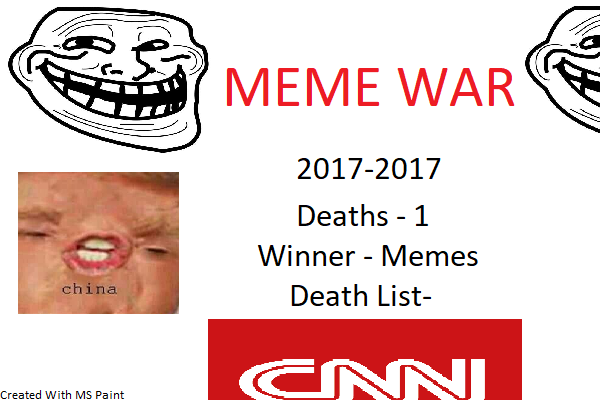 MEME WAR
2017-2017
Deaths - 1
Winner - Memes
Death List-
china
CNN
Created With MS Paint